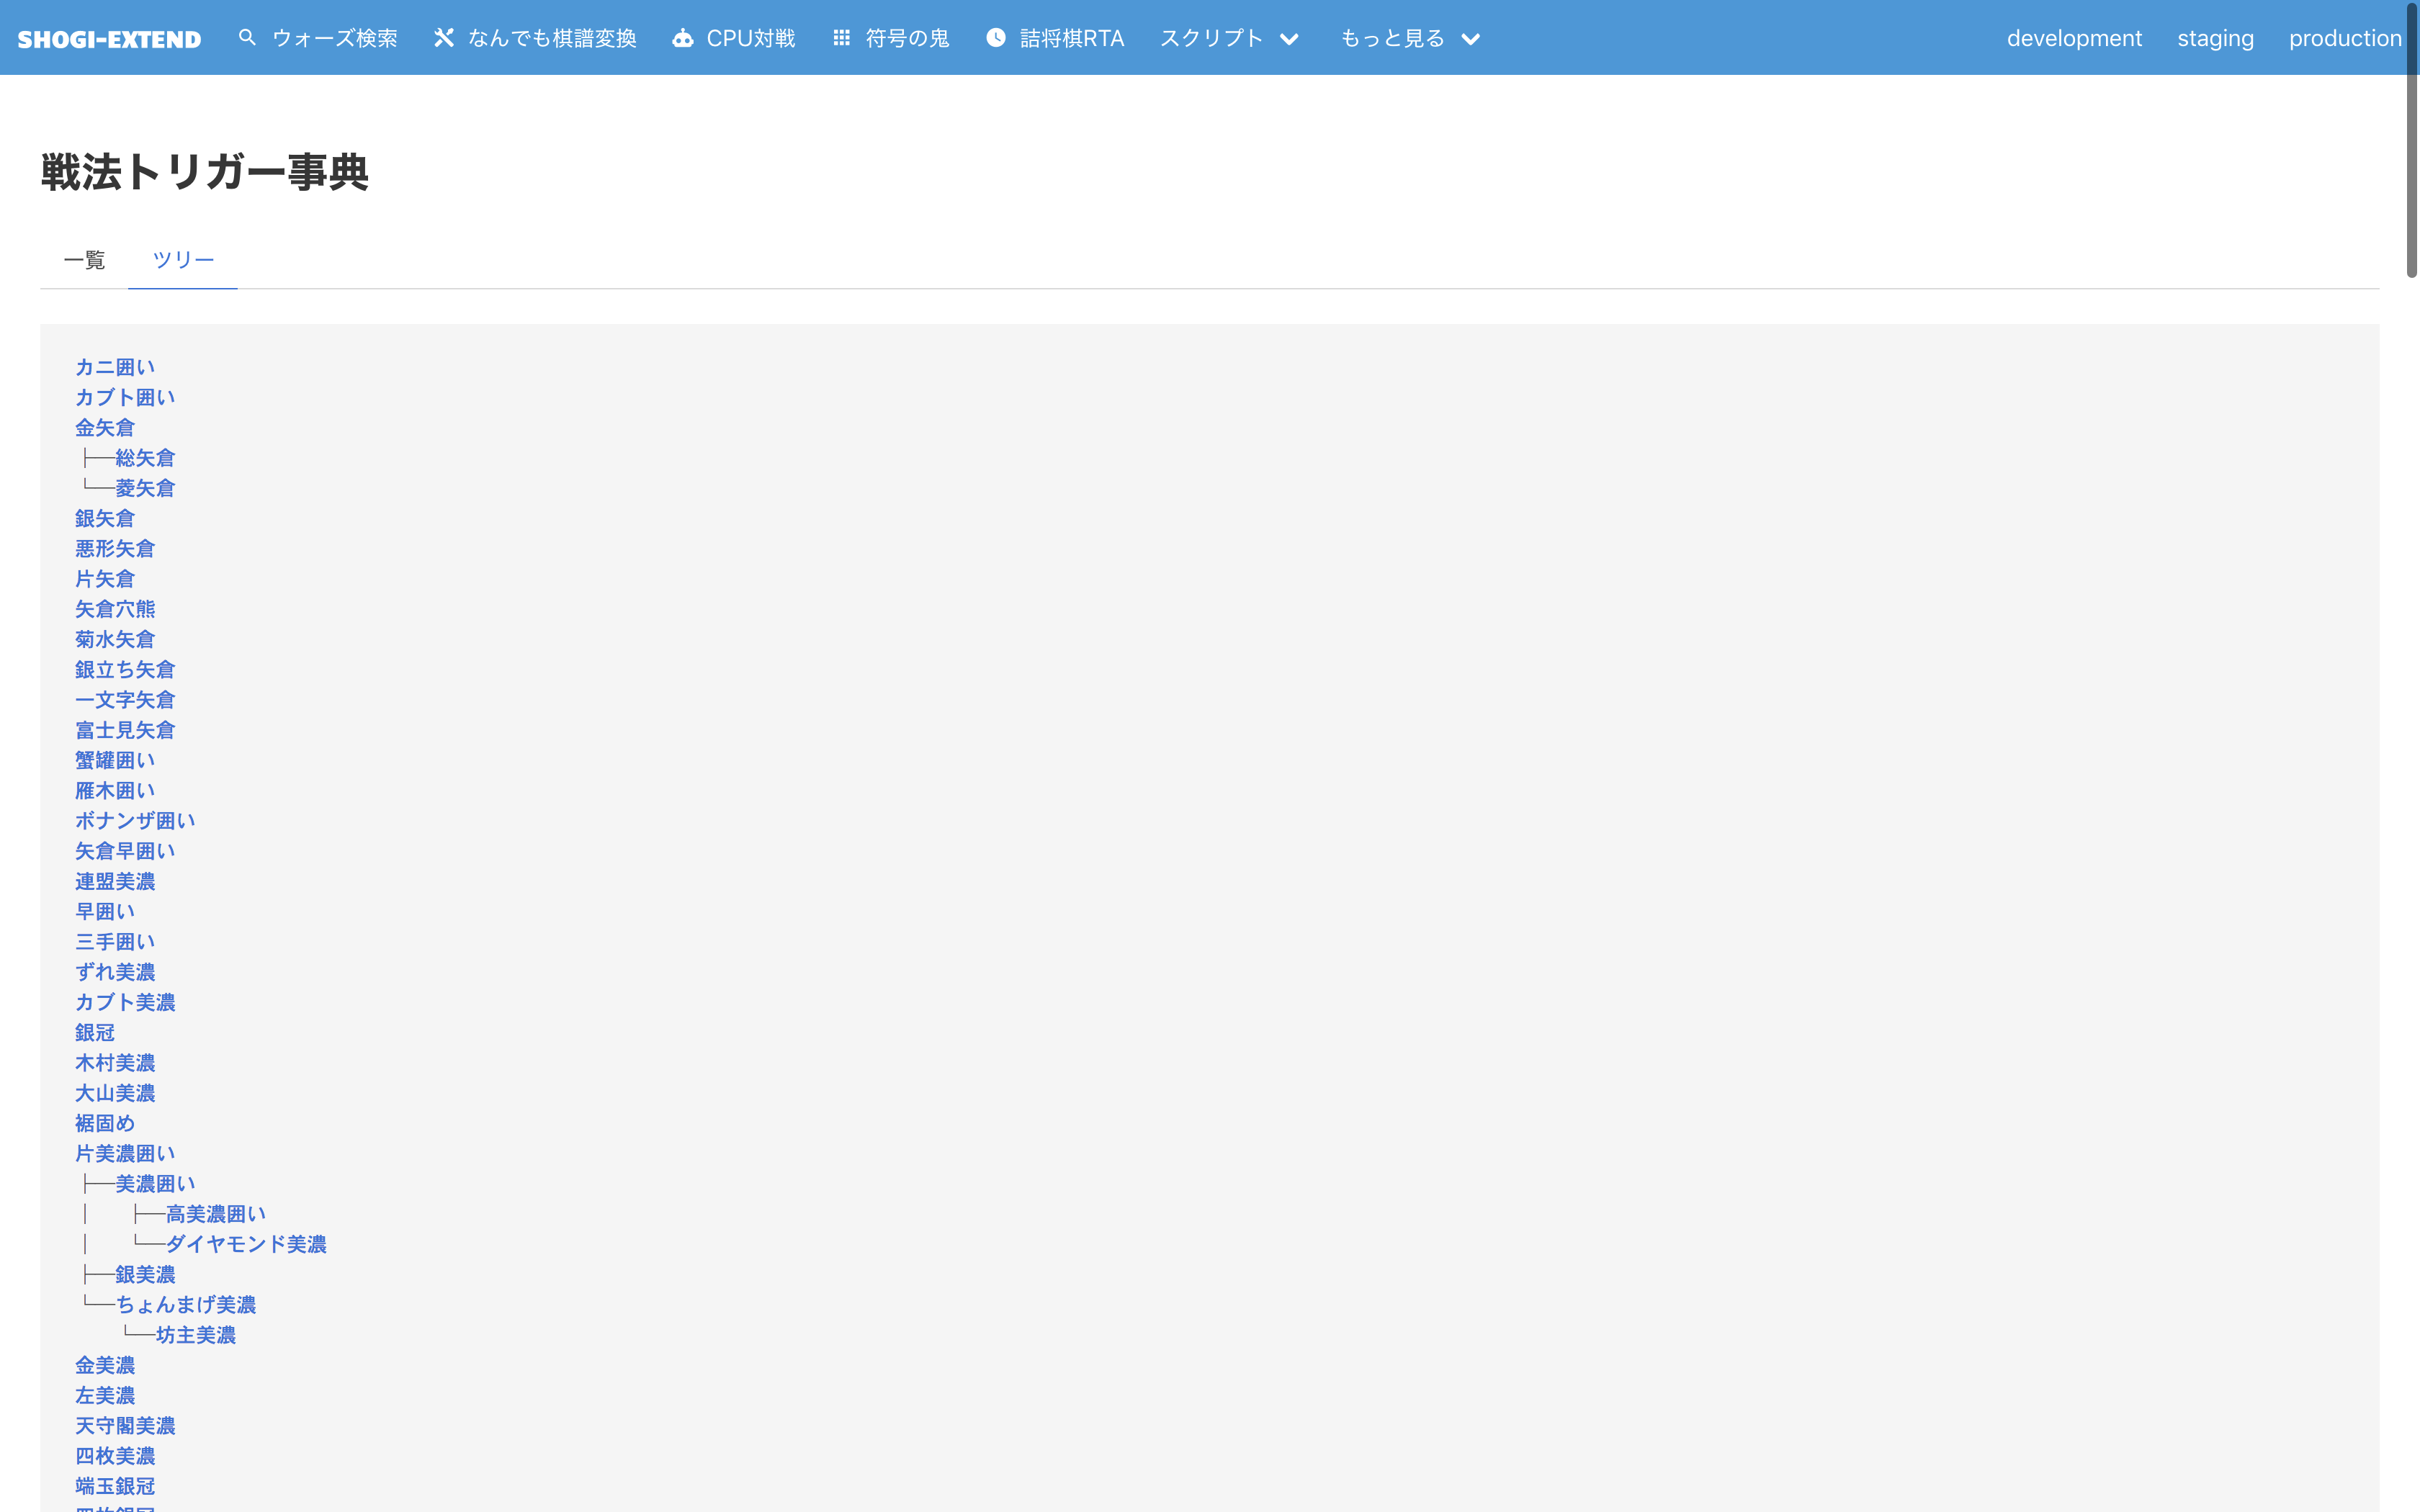 SHOGI-EXTEND ウォーズ検索 なんでも棋譜変換 CPU対戦 符号の鬼 詰将棋RTA スクリプト もっと見る development staging production
戦法トリガー事典
一覧 ツリー
カニ囲い
カブト囲い
金矢倉
├──総矢倉
└──菱矢倉
銀矢倉
悪形矢倉
片矢倉
矢倉穴熊
菊水矢倉
銀立ち矢倉
一文字矢倉
富士見矢倉
蟹罐囲い
雁木囲い
ボナンザ囲い
矢倉早囲い
連盟美濃
早囲い
三手囲い
ずれ美濃
カブト美濃
銀冠
木村美濃
大山美濃
裾固め
片美濃囲い
├──美濃囲い
│   ├──高美濃囲い
│   └──ダイヤモンド美濃
├──銀美濃
└──ちょんまげ美濃
    └──坊主美濃
金美濃
左美濃
天守閣美濃
四枚美濃
端玉銀冠